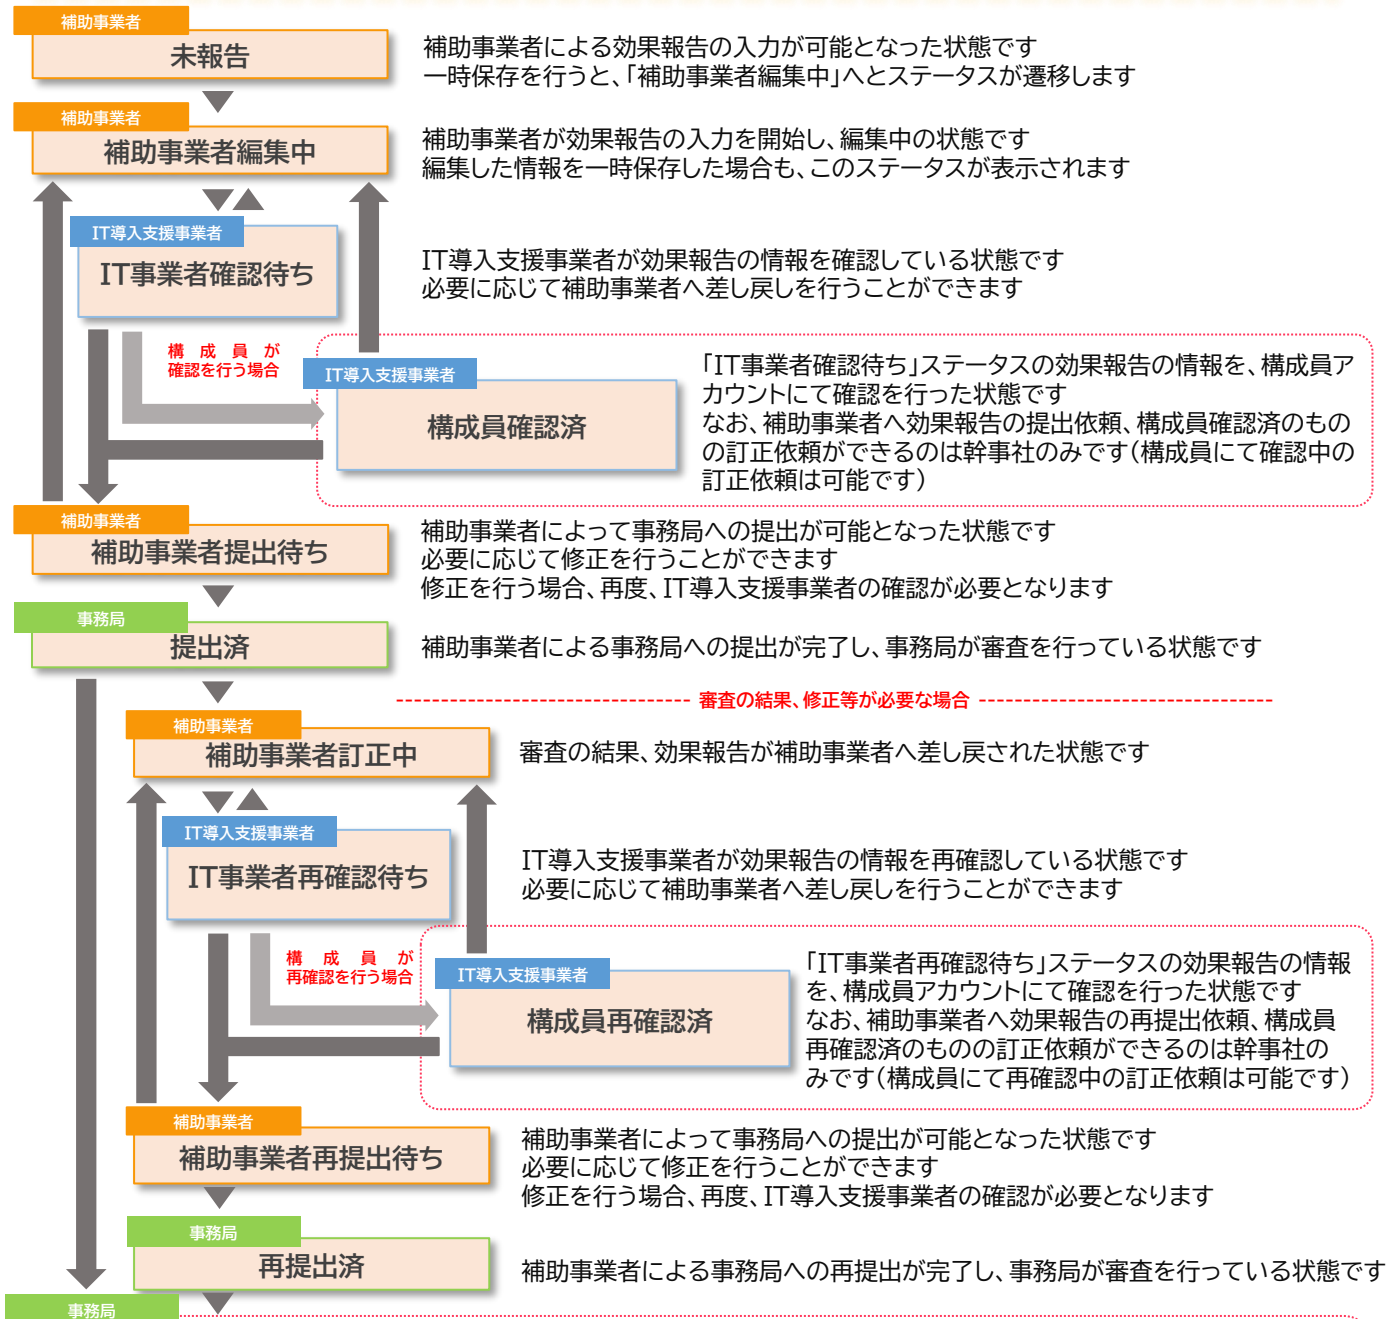 補助事業者
未報告
補助事業者による効果報告の入力が可能となった状態です
一時保存を行うと、「補助事業者編集中」へとステータスが遷移します
補助事業者
補助事業者編集中
補助事業者が効果報告の入力を開始し、編集中の状態です
編集した情報を一時保存した場合も、このステータスが表示されます
IT導入支援事業者
IT事業者確認待ち
IT導入支援事業者が効果報告の情報を確認している状態です
必要に応じて補助事業者へ差し戻しを行うことができます
構成員が
確認を行う場合
IT導入支援事業者
構成員確認済
「IT事業者確認待ち」ステータスの効果報告の情報を、構成員ア
カウントにて確認を行った状態です
なお、補助事業者へ効果報告の提出依頼、構成員確認済のもの
の訂正依頼ができるのは幹事社のみです(構成員にて確認中の
訂正依頼は可能です)
補助事業者
補助事業者提出待ち
補助事業者によって事務局への提出が可能となった状態です
必要に応じて修正を行うことができます
修正を行う場合、再度、IT導入支援事業者の確認が必要となります
事務局
提出済
補助事業者による事務局への提出が完了し、事務局が審査を行っている状態です
審査の結果、修正等が必要な場合
補助事業者
補助事業者訂正中
審査の結果、効果報告が補助事業者へ差し戻された状態です
IT導入支援事業者
IT事業者再確認待ち
IT導入支援事業者が効果報告の情報を再確認している状態です
必要に応じて補助事業者へ差し戻しを行うことができます
構成員が
再確認を行う場合
IT導入支援事業者
構成員再確認済
「IT事業者再確認待ち」ステータスの効果報告の情報
を、構成員アカウントにて確認を行った状態です
なお、補助事業者へ効果報告の再提出依頼、構成員
再確認済のものの訂正依頼ができるのは幹事社の
みです(構成員にて再確認中の訂正依頼は可能です)
補助事業者
補助事業者再提出待ち
補助事業者によって事務局への提出が可能となった状態です
必要に応じて修正を行うことができます
修正を行う場合、再度、IT導入支援事業者の確認が必要となります
事務局
再提出済
補助事業者による事務局への再提出が完了し、事務局が審査を行っている状態です
事務局